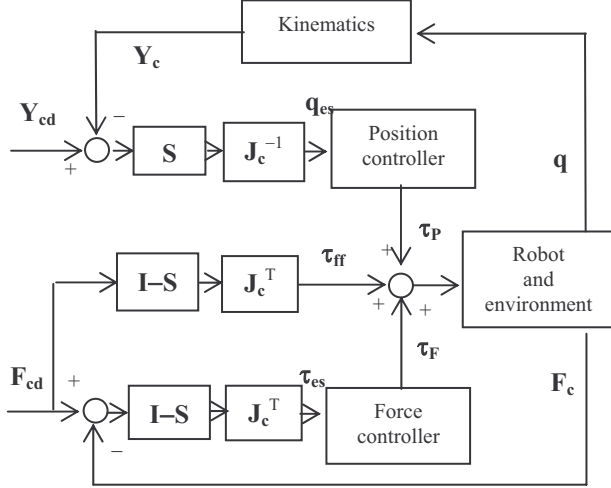 Kinematics
Y_c
Y_cd
−
+
S
J_c^−1
q_es
Position
controller
q
+
τ_P
I–S
J_c^T
τ_ff
+
+
Robot
and
environment
F_cd
+
−
I–S
J_c^T
τ_es
Force
controller
τ_F
F_c